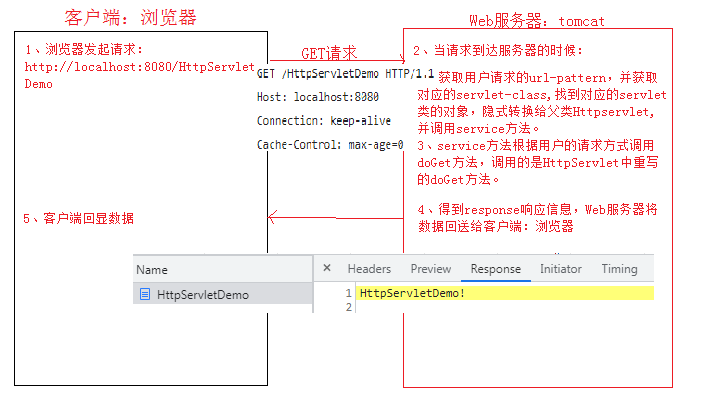 客户端：浏览器
Web服务器：tomcat
1、浏览器发起请求：
http://localhost:8080/HttpServlet
Demo
GET请求
GET /HttpServletDemo HTTP/1.1
Host: localhost:8080
Connection: keep-alive
Cache-Control: max-age=0
2、当请求到达服务器的时候：
获取用户请求的url-pattern，并获取
对应的servlet-class,找到对应的servlet
类的对象，隐式转换给父类Httpservlet,
并调用service方法。
3、service方法根据用户的请求方式调用
doGet方法，调用的是HttpServlet中重写
的doGet方法。
4、得到response响应信息，Web服务器将
数据回送给客户端：浏览器
5、客户端回显数据
Name
HttpServletDemo
× Headers Preview Response Initiator Timing
1 HttpServletDemo!
2